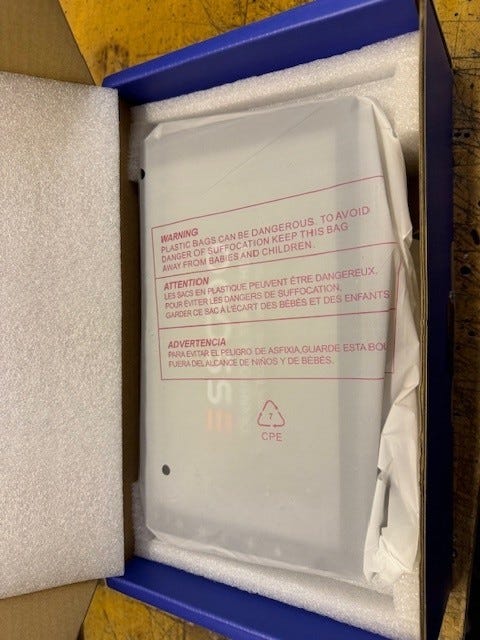 WARNING
PLASTIC BAGS CAN BE DANGEROUS. TO AVOID
DANGER OF SUFFOCATION KEEP THIS BAG
AWAY FROM BABIES AND CHILDREN.
ATTENTION
LES SACS EN PLASTIQUE PEUVENT ÊTRE DANGEREUX.
POUR ÉVITER LES DANGERS DE SUFFOCATION,
GARDER CE SAC À L'ÉCART DES BÉBÉS ET DES ENFANTS
ADVERTENCIA
PARA EVITAR EL PELIGRO DE ASFIXIA,GUARDE ESTA BOL
FUERA DEL ALCANCE DE NIÑOS Y DE BÉBÉS.
7
CPE